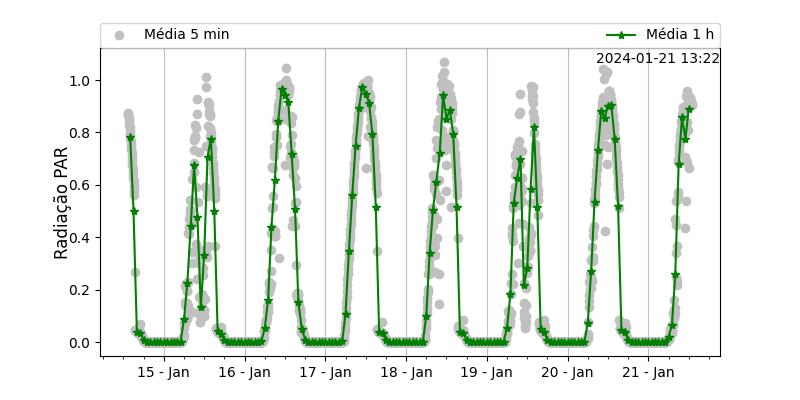 Média 5 min
Média 1 h
2024-01-21 13:22
Radiação PAR
1.0
0.8
0.6
0.4
0.2
0.0
15 - Jan
16 - Jan
17 - Jan
18 - Jan
19 - Jan
20 - Jan
21 - Jan